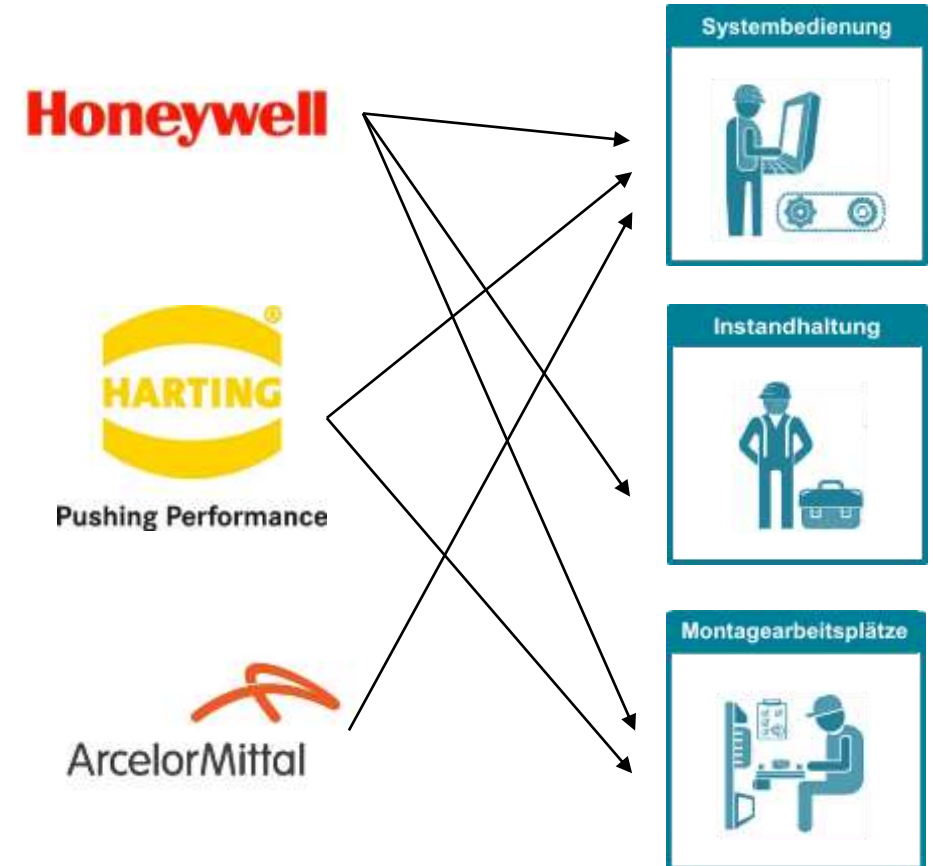 Systembedienung
Honeywell
Instandhaltung
®
HARTING
Pushing Performance
Montagearbeitsplätze
ArcelorMittal